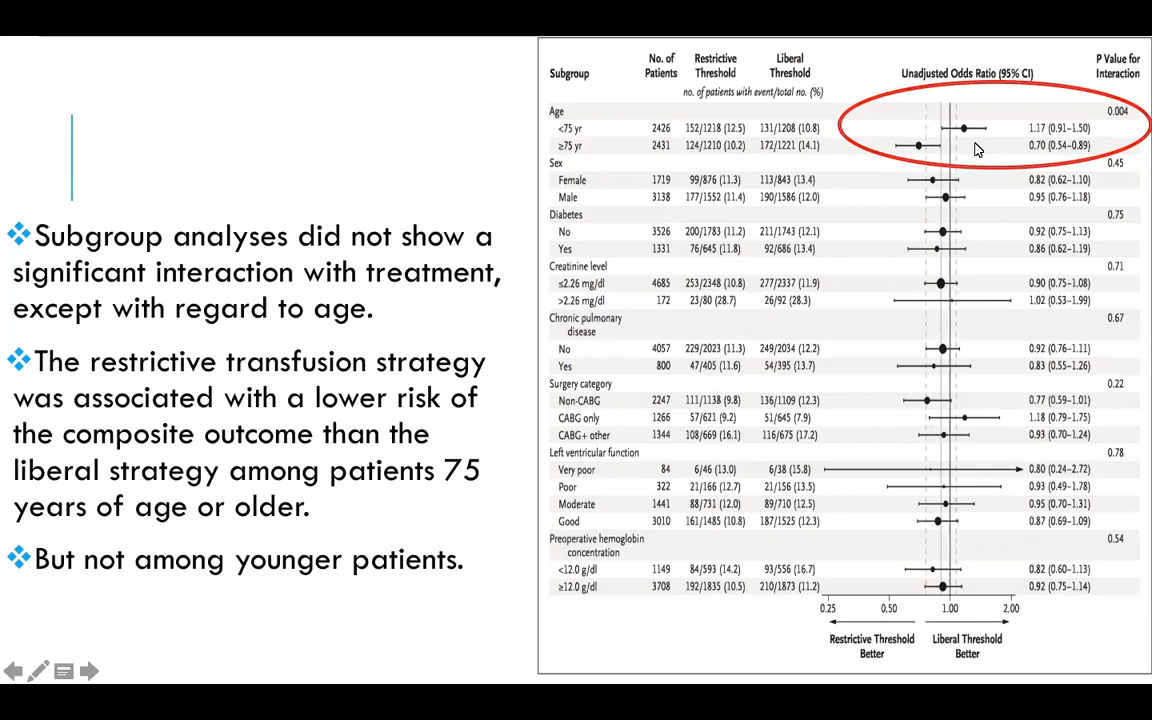 ❖Subgroup analyses did not show a
significant interaction with treatment,
except with regard to age.
❖The restrictive transfusion strategy
was associated with a lower risk of
the composite outcome than the
liberal strategy among patients 75
years of age or older.
❖But not among younger patients.
Subgroup No. of Patients Restrictive Threshold Liberal Threshold Unadjusted Odds Ratio (95% CI) P Value for Interaction
no. of patients with event/total no. (%)
Age 0.004
<75 yr 2426 152/1218 (12.5) 131/1208 (10.8) 1.17 (0.91–1.50)
≥75 yr 2431 124/1210 (10.2) 172/1221 (14.1) 0.70 (0.54–0.89)
Sex 0.45
Female 1719 99/876 (11.3) 113/843 (13.4) 0.82 (0.62–1.10)
Male 3138 177/1552 (11.4) 190/1586 (12.0) 0.95 (0.76–1.18)
Diabetes 0.75
No 3526 200/1783 (11.2) 211/1743 (12.1) 0.92 (0.75–1.13)
Yes 1331 76/645 (11.8) 92/686 (13.4) 0.86 (0.62–1.19)
Creatinine level 0.71
≤2.26 mg/dl 4685 253/2348 (10.8) 277/2337 (11.9) 0.90 (0.75–1.08)
>2.26 mg/dl 172 23/80 (28.7) 26/92 (28.3) 1.02 (0.53–1.99)
Chronic pulmonary 0.67
disease
No 4057 229/2023 (11.3) 249/2034 (12.2) 0.92 (0.76–1.11)
Yes 800 47/405 (11.6) 54/395 (13.7) 0.83 (0.55–1.26)
Surgery category 0.22
Non-CABG 2247 111/1138 (9.8) 136/1109 (12.3) 0.77 (0.59–1.01)
CABG only 1266 57/621 (9.2) 51/645 (7.9) 1.18 (0.79–1.75)
CABG+ other 1344 108/669 (16.1) 116/675 (17.2) 0.93 (0.70–1.24)
Left ventricular function 0.78
Very poor 84 6/46 (13.0) 6/38 (15.8) 0.80 (0.24–2.72)
Poor 322 21/166 (12.7) 21/156 (13.5) 0.93 (0.49–1.78)
Moderate 1441 88/731 (12.0) 89/710 (12.5) 0.95 (0.70–1.31)
Good 3010 161/1485 (10.8) 187/1525 (12.3) 0.87 (0.69–1.09)
Preoperative hemoglobin 0.54
concentration
<12.0 g/dl 1149 84/593 (14.2) 93/556 (16.7) 0.82 (0.60–1.13)
≥12.0 g/dl 3708 192/1835 (10.5) 210/1873 (11.2) 0.92 (0.75–1.14)
0.25 0.50 1.00 2.00
Restrictive Threshold Better Liberal Threshold Better